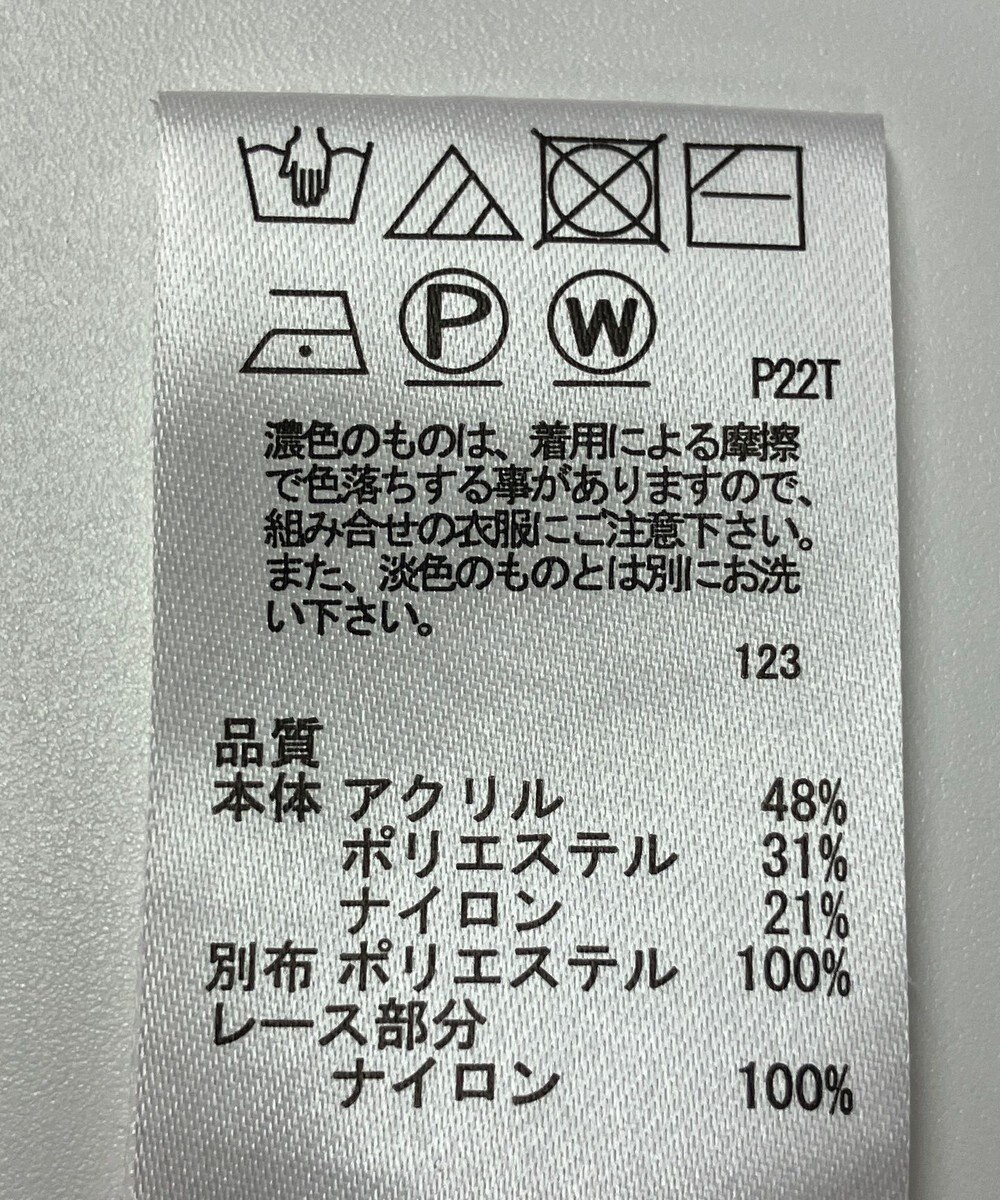 P W
P22T
濃色のものは、着用による摩擦
で色落ちする事がありますので、
組み合せの衣服にご注意下さい。
また、淡色のものとは別にお洗
い下さい。
123
品質
本体 アクリル 48%
ポリエステル 31%
ナイロン 21%
別布 ポリエステル 100%
レース部分
ナイロン 100%